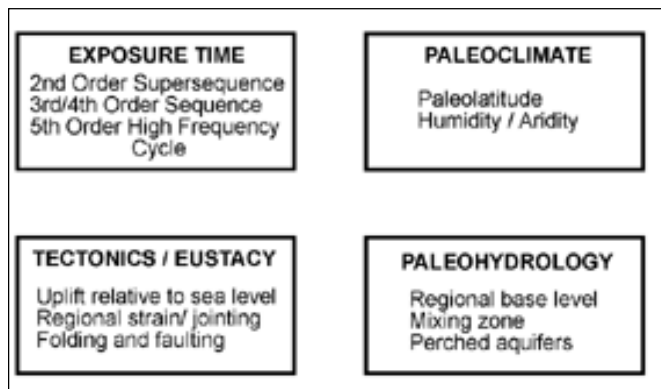 EXPOSURE TIME
2nd Order Supersequence
3rd/4th Order Sequence
5th Order High Frequency
Cycle
PALEOCLIMATE
Paleolatitude
Humidity / Aridity
TECTONICS / EUSTACY
Uplift relative to sea level
Regional strain/ jointing
Folding and faulting
PALEOHYDROLOGY
Regional base level
Mixing zone
Perched aquifers